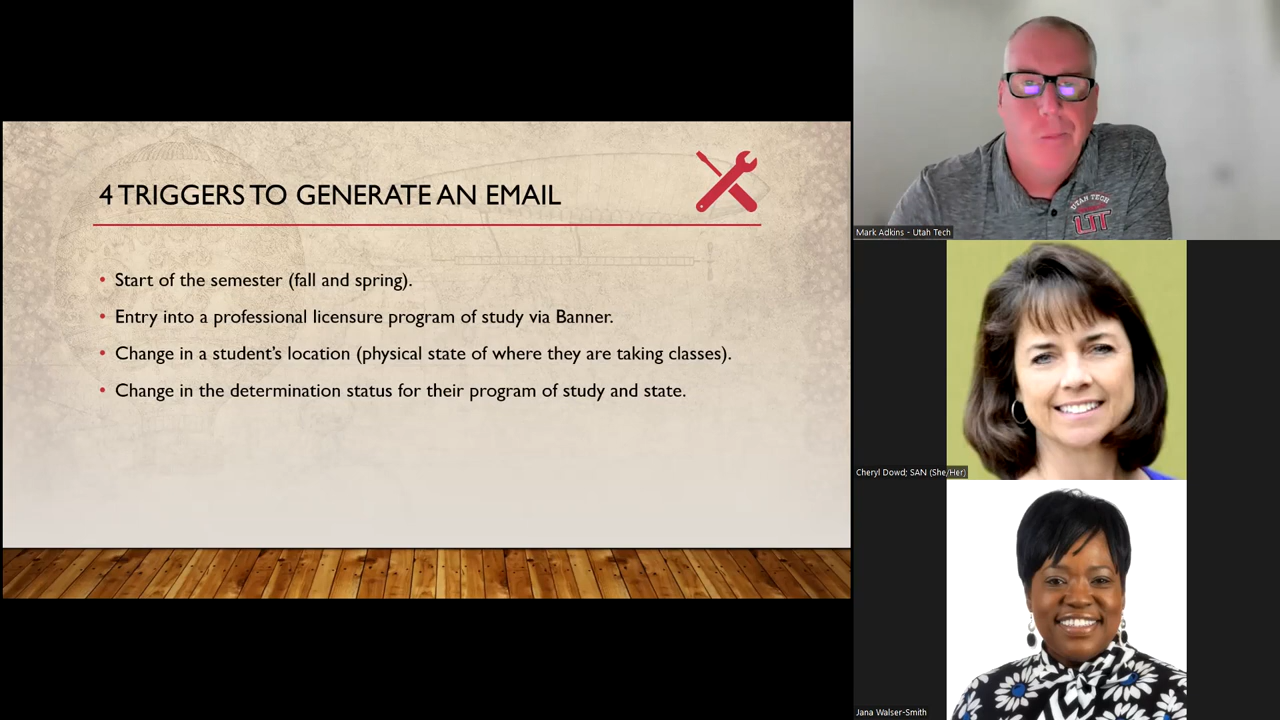 4 TRIGGERS TO GENERATE AN EMAIL
• Start of the semester (fall and spring).
• Entry into a professional licensure program of study via Banner.
• Change in a student's location (physical state of where they are taking classes).
• Change in the determination status for their program of study and state.
UTAH TECH
UT
Mark Adkins - Utah Tech
Cheryl Dowd; SAN (She/Her)
Jana Walser-Smith